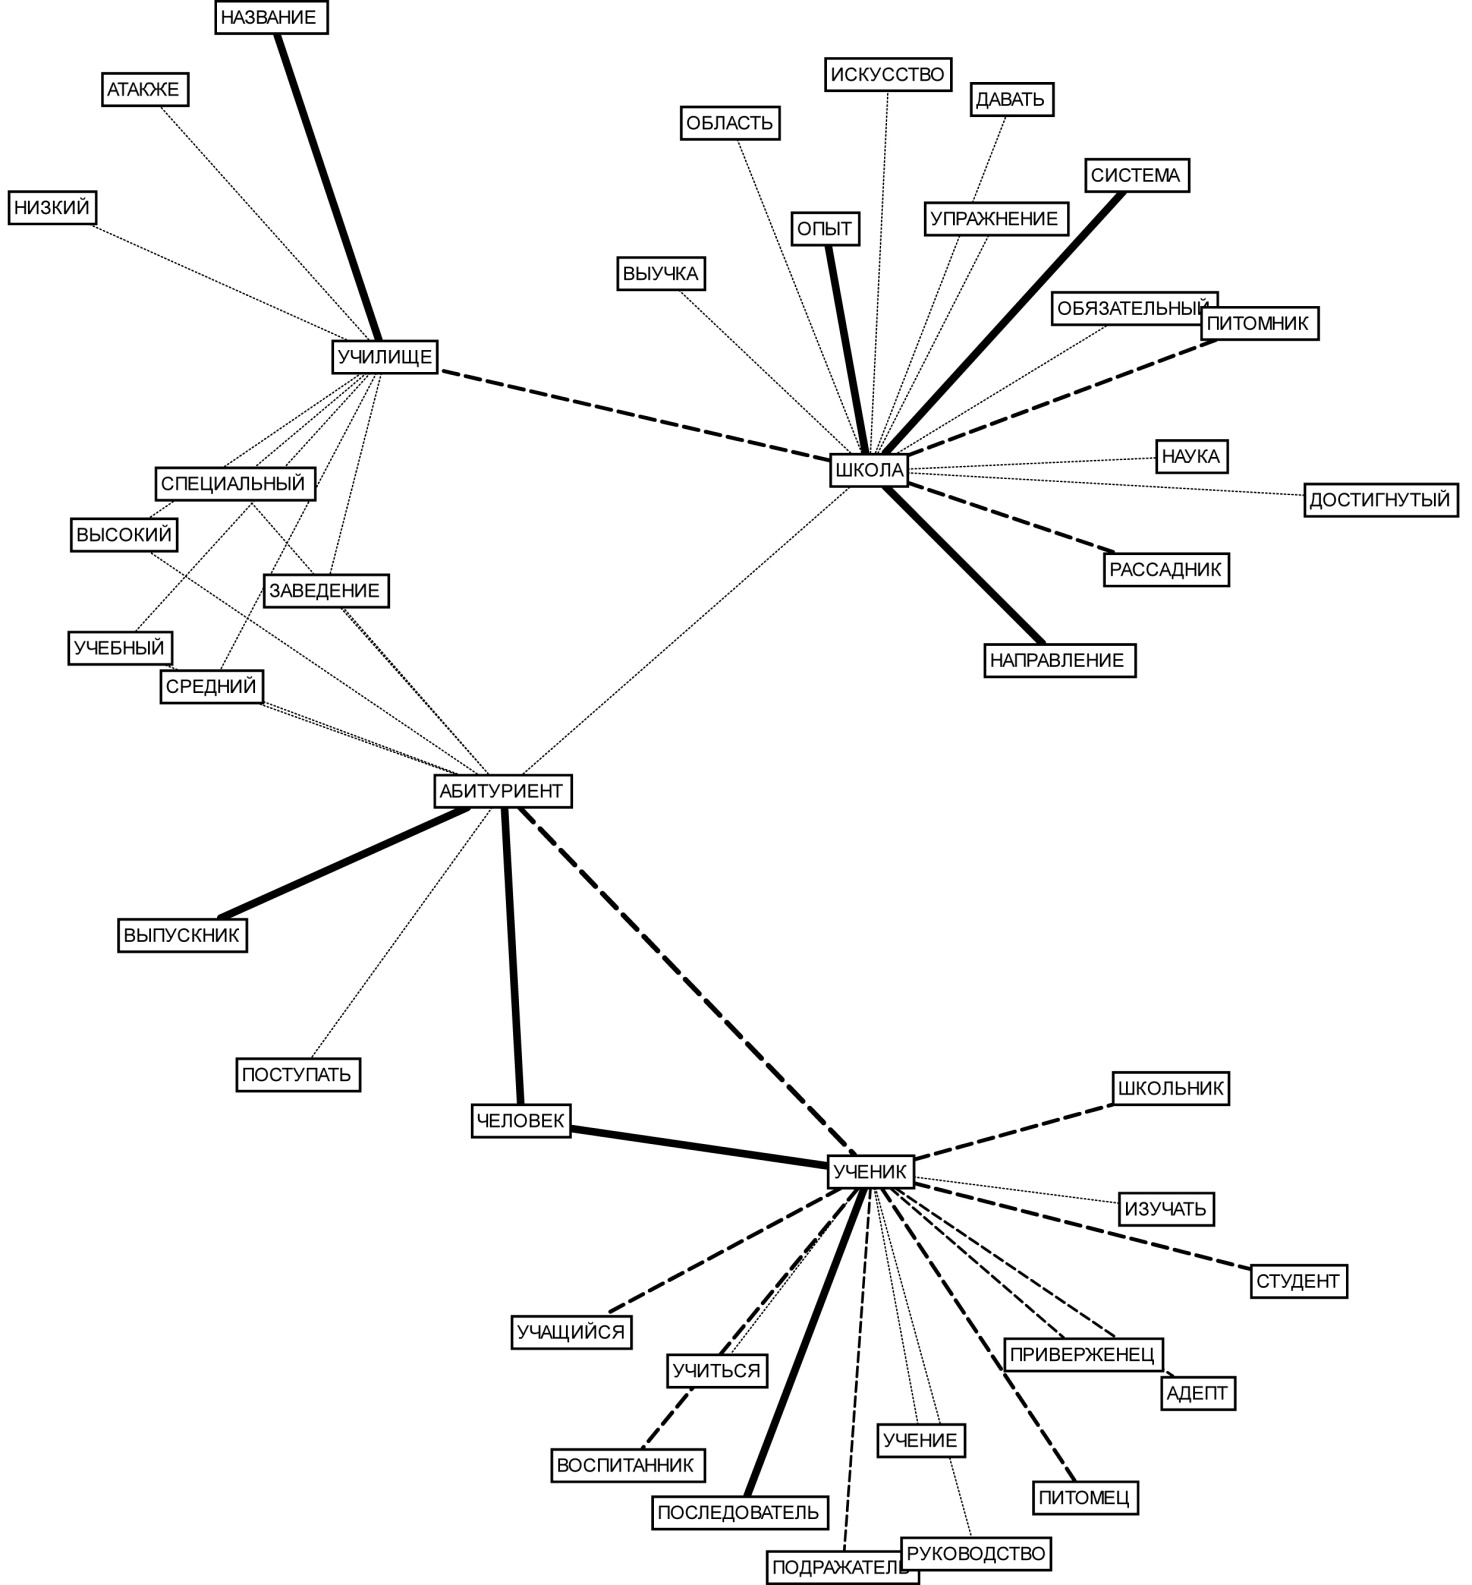 НАЗВАНИЕ
ИСКУССТВО
АТАКЖЕ
ДАВАТЬ
ОБЛАСТЬ
СИСТЕМА
НИЗКИЙ
УПРАЖНЕНИЕ
ОПЫТ
ВЫУЧКА
ОБЯЗАТЕЛЬНЫЙ
ПИТОМНИК
УЧИЛИЩЕ
НАУКА
ШКОЛА
СПЕЦИАЛЬНЫЙ
ДОСТИГНУТЫЙ
ВЫСОКИЙ
РАССАДНИК
ЗАВЕДЕНИЕ
УЧЕБНЫЙ
НАПРАВЛЕНИЕ
СРЕДНИЙ
АБИТУРИЕНТ
ВЫПУСКНИК
ПОСТУПАТЬ
ШКОЛЬНИК
ЧЕЛОВЕК
УЧЕНИК
ИЗУЧАТЬ
СТУДЕНТ
УЧАЩИЙСЯ
ПРИВЕРЖЕНЕЦ
УЧИТЬСЯ
АДЕПТ
УЧЕНИЕ
ВОСПИТАННИК
ПИТОМЕЦ
ПОСЛЕДОВАТЕЛЬ
РУКОВОДСТВО
ПОДРАЖАТЕЛЬ